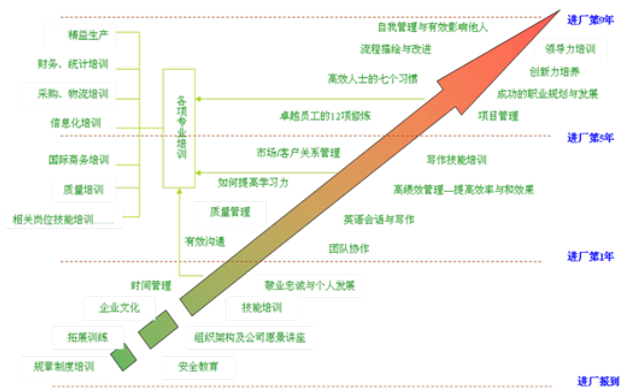 自我管理与有效影响他人
进厂第9年
精益生产
流程描绘与改进
领导力培训
财务、统计培训
高效人士的七个习惯
创新力培养
采购、物流培训
成功的职业规划与发展
各项专业培训
卓越员工的12项修炼
项目管理
信息化培训
进厂第5年
市场/客户关系管理
国际商务培训
写作技能培训
如何提高学习力
质量培训
高绩效管理—提高效率与和效果
质量管理
相关岗位技能培训……
英语会话与写作
有效沟通
团队协作
进厂第1年
时间管理
敬业忠诚与个人发展
企业文化
技能培训
拓展训练
组织架构及公司愿景讲座
规章制度培训
安全教育
进厂报到